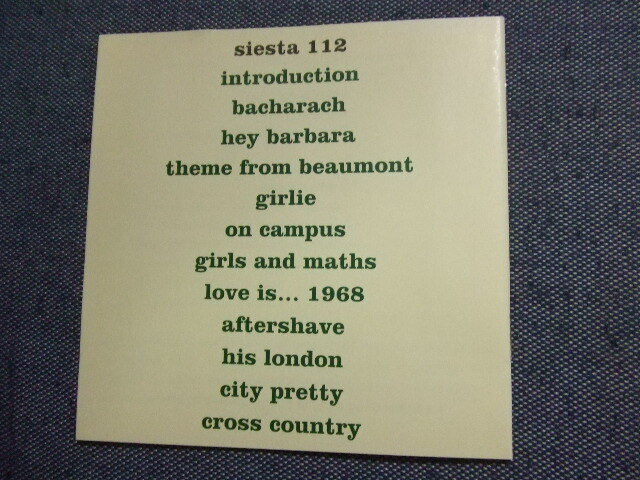 siesta 112
introduction
bacharach
hey barbara
theme from beaumont
girlie
on campus
girls and maths
love is... 1968
aftershave
his london
city pretty
cross country